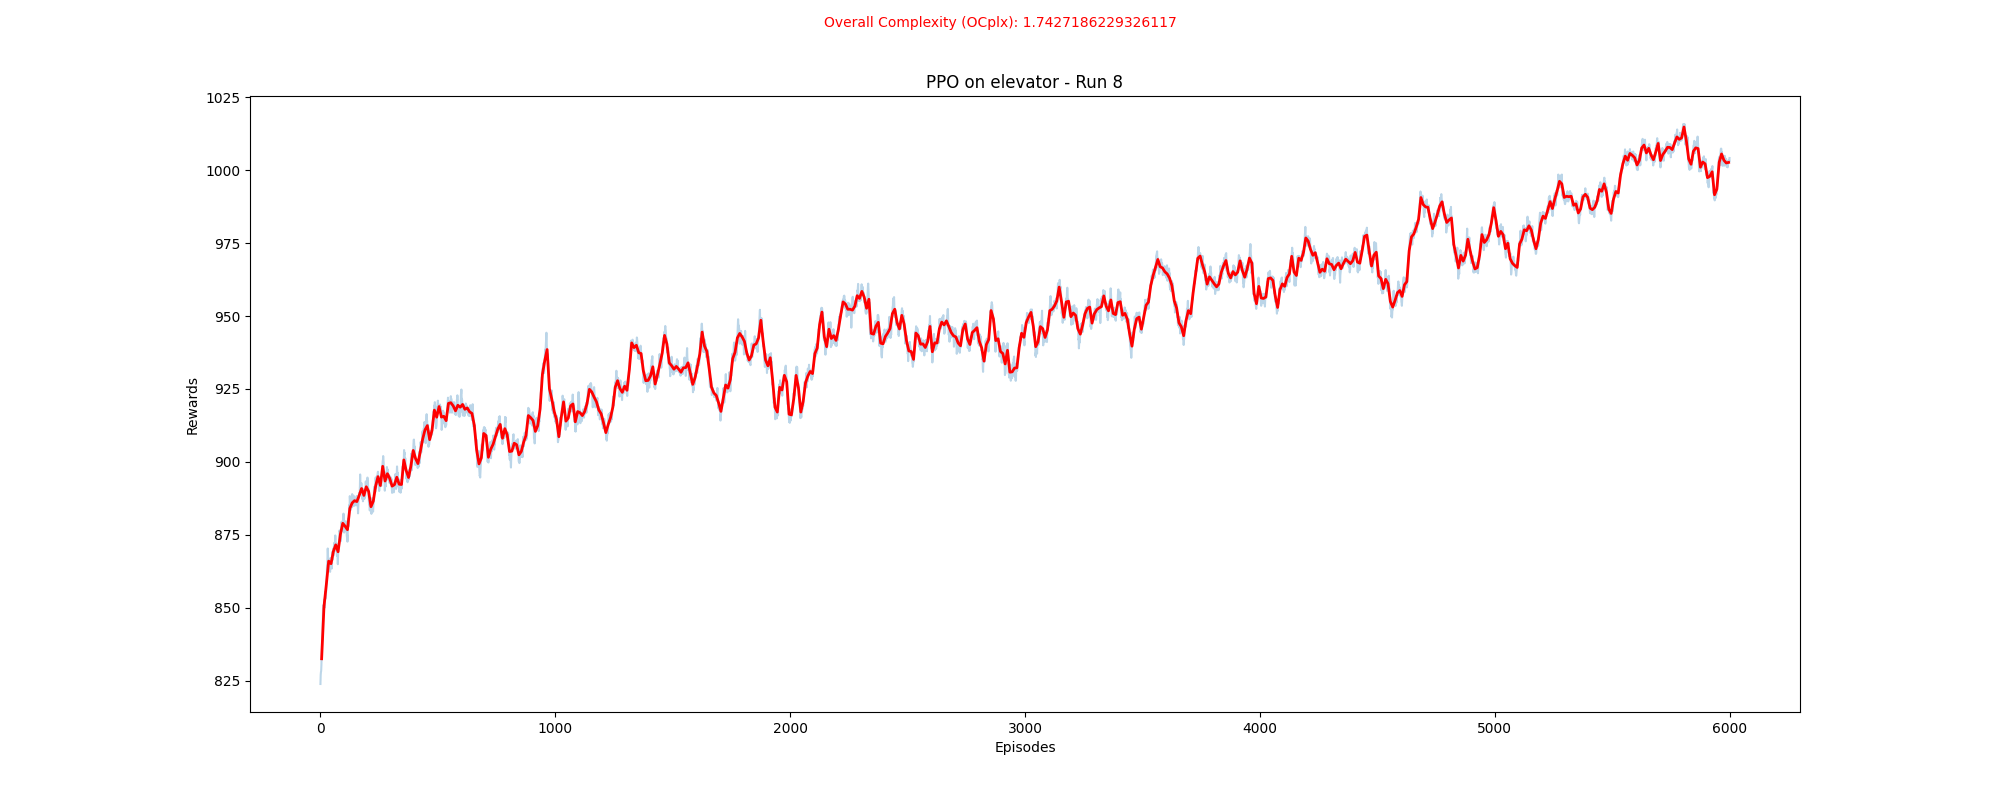 Overall Complexity (OCplx): 1.7427186229326117
PPO on elevator - Run 8
1025
1000
975
950
925
900
875
850
825
Rewards
0 1000 2000 3000 4000 5000 6000
Episodes